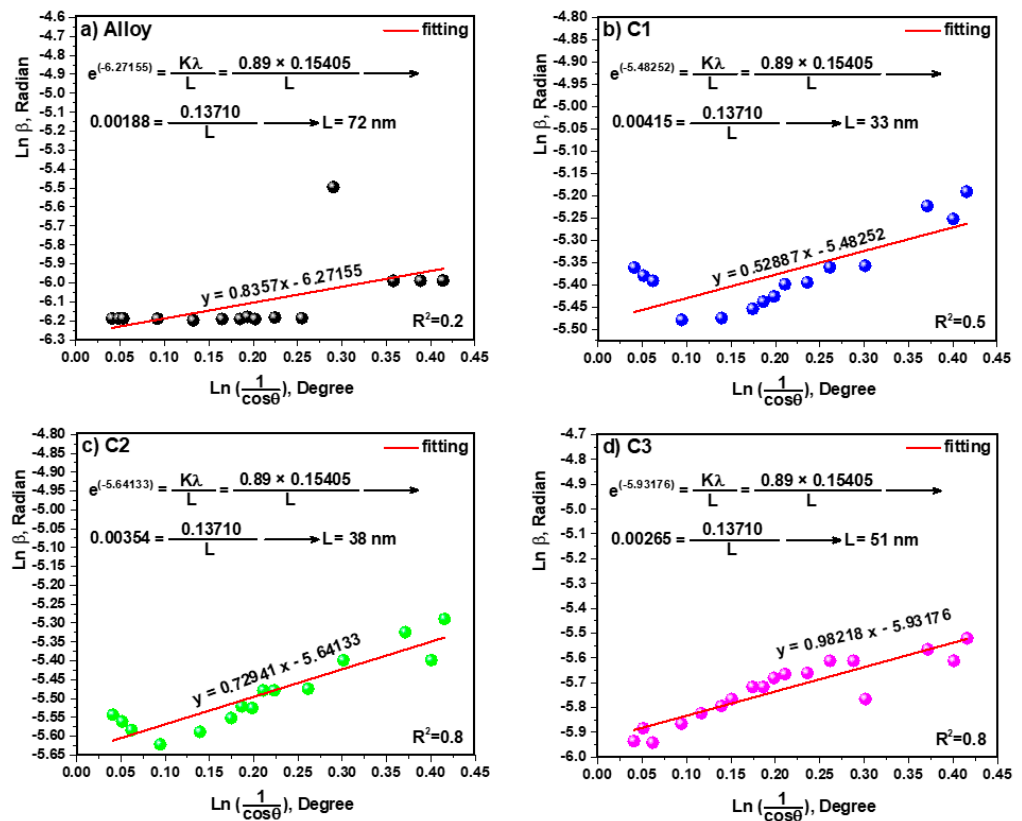 a) Alloy
fitting
e^(-6.27155) = Kλ/L = 0.89 × 0.15405/L
0.00188 = 0.13710/L L= 72 nm
y = 0.8357x - 6.27155
R²=0.2
Ln β, Radian
-4.6
-4.7
-4.8
-4.9
-5.0
-5.1
-5.2
-5.3
-5.4
-5.5
-5.6
-5.7
-5.8
-5.9
-6.0
-6.1
-6.2
-6.3
0.00 0.05 0.10 0.15 0.20 0.25 0.30 0.35 0.40 0.45
Ln (1/cosθ), Degree
b) C1
fitting
e^(-5.48252) = Kλ/L = 0.89 × 0.15405/L
0.00415 = 0.13710/L L= 33 nm
y = 0.52887x - 5.48252
R²=0.5
Ln β, Radian
-4.80
-4.85
-4.90
-4.95
-5.00
-5.05
-5.10
-5.15
-5.20
-5.25
-5.30
-5.35
-5.40
-5.45
-5.50
0.00 0.05 0.10 0.15 0.20 0.25 0.30 0.35 0.40 0.45
Ln (1/cosθ), Degree
c) C2
fitting
e^(-5.64133) = Kλ/L = 0.89 × 0.15405/L
0.00354 = 0.13710/L L= 38 nm
y = 0.72941 x - 5.64133
R²=0.8
Ln β, Radian
-4.80
-4.85
-4.90
-4.95
-5.00
-5.05
-5.10
-5.15
-5.20
-5.25
-5.30
-5.35
-5.40
-5.45
-5.50
-5.55
-5.60
-5.65
0.00 0.05 0.10 0.15 0.20 0.25 0.30 0.35 0.40 0.45
Ln (1/cosθ), Degree
d) C3
fitting
e^(-5.93176) = Kλ/L = 0.89 × 0.15405/L
0.00265 = 0.13710/L L= 51 nm
y = 0.98218 x - 5.93176
R²=0.8
Ln β, Radian
-4.7
-4.8
-4.9
-5.0
-5.1
-5.2
-5.3
-5.4
-5.5
-5.6
-5.7
-5.8
-5.9
-6.0
0.00 0.05 0.10 0.15 0.20 0.25 0.30 0.35 0.40 0.45
Ln (1/cosθ), Degree